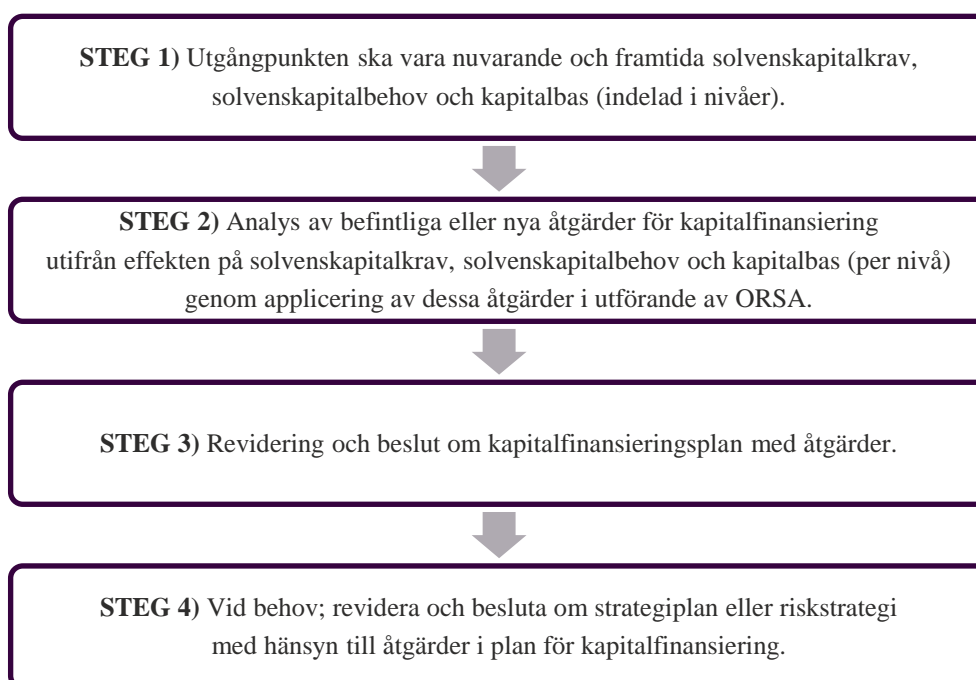 STEG 1) Utgångpunkten ska vara nuvarande och framtida solvenskapitalkrav,
solvenskapitalbehov och kapitalbas (indelad i nivåer).
STEG 2) Analys av befintliga eller nya åtgärder för kapitalfinansiering
utifrån effekten på solvenskapitalkrav, solvenskapitalbehov och kapitalbas (per nivå)
genom applicering av dessa åtgärder i utförande av ORSA.
STEG 3) Revidering och beslut om kapitalfinansieringsplan med åtgärder.
STEG 4) Vid behov; revidera och besluta om strategiplan eller riskstrategi
med hänsyn till åtgärder i plan för kapitalfinansiering.